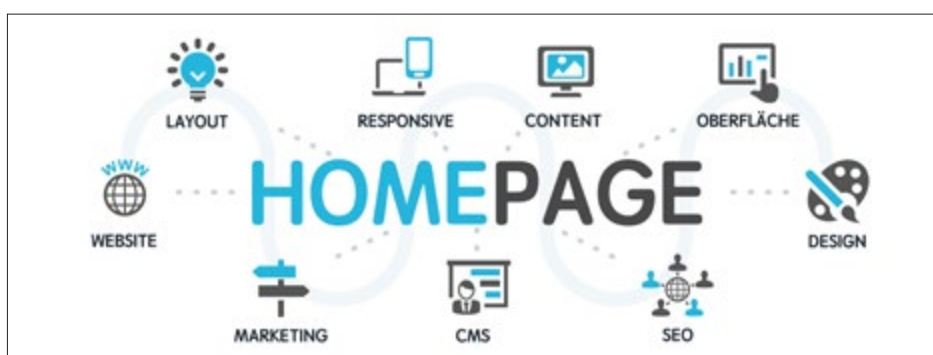 LAYOUT
RESPONSIVE
CONTENT
OBERFLÄCHE
WWW
WEBSITE
HOMEPAGE
DESIGN
MARKETING
CMS
SEO